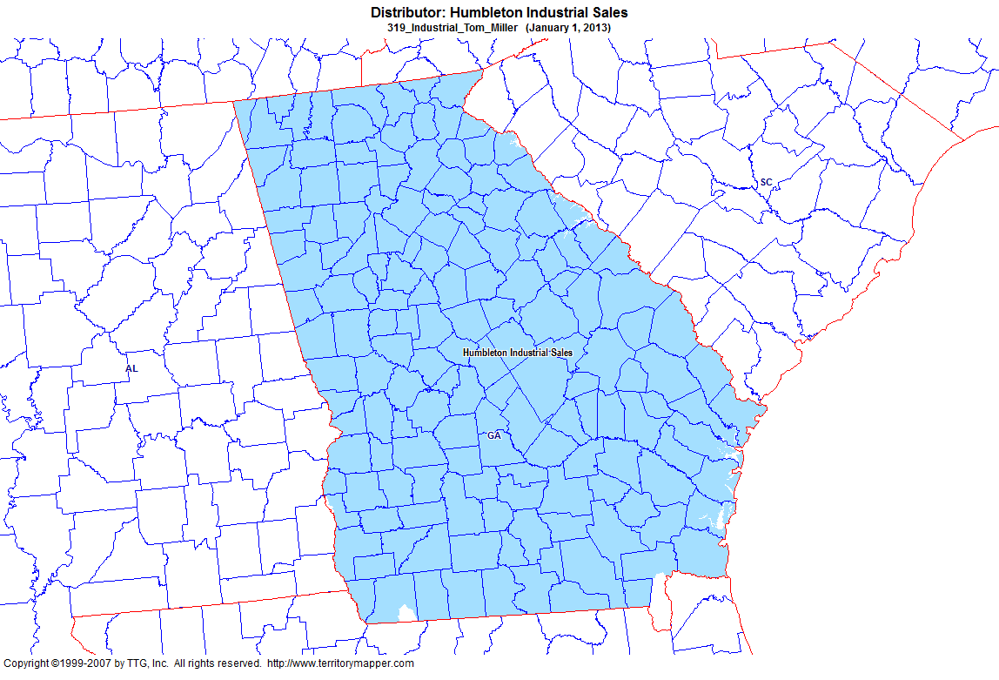 Distributor: Humbleton Industrial Sales
319_Industrial_Tom_Miller (January 1, 2013)
SC
Humbleton Industrial Sales
AL
GA
Copyright ©1999-2007 by TTG, Inc. All rights reserved. http://www.territorymapper.com